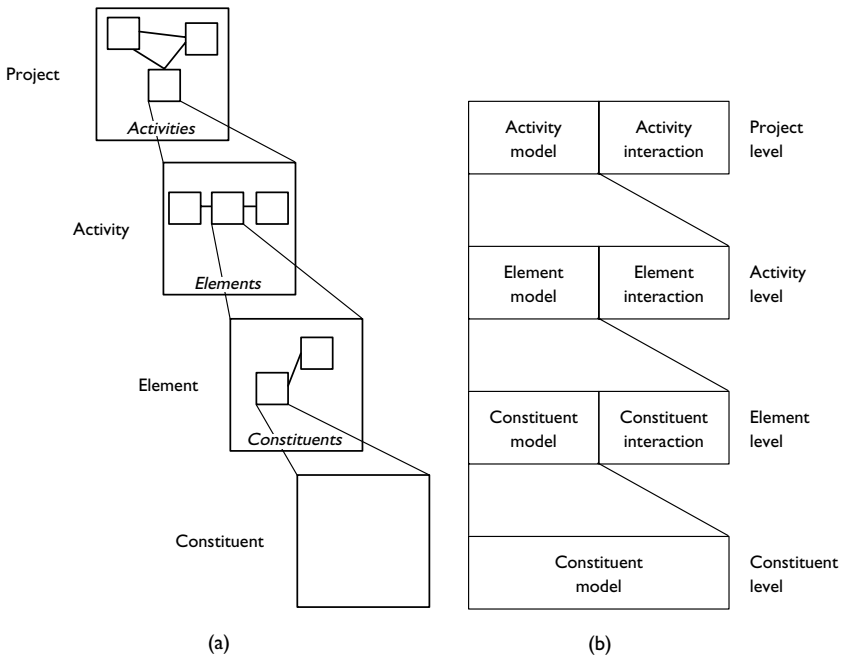 Project
Activities
Activity
Elements
Element
Constituents
Constituent
(a)
Activity
model
Activity
interaction
Project
level
Element
model
Element
interaction
Activity
level
Constituent
model
Constituent
interaction
Element
level
Constituent
model
Constituent
level
(b)